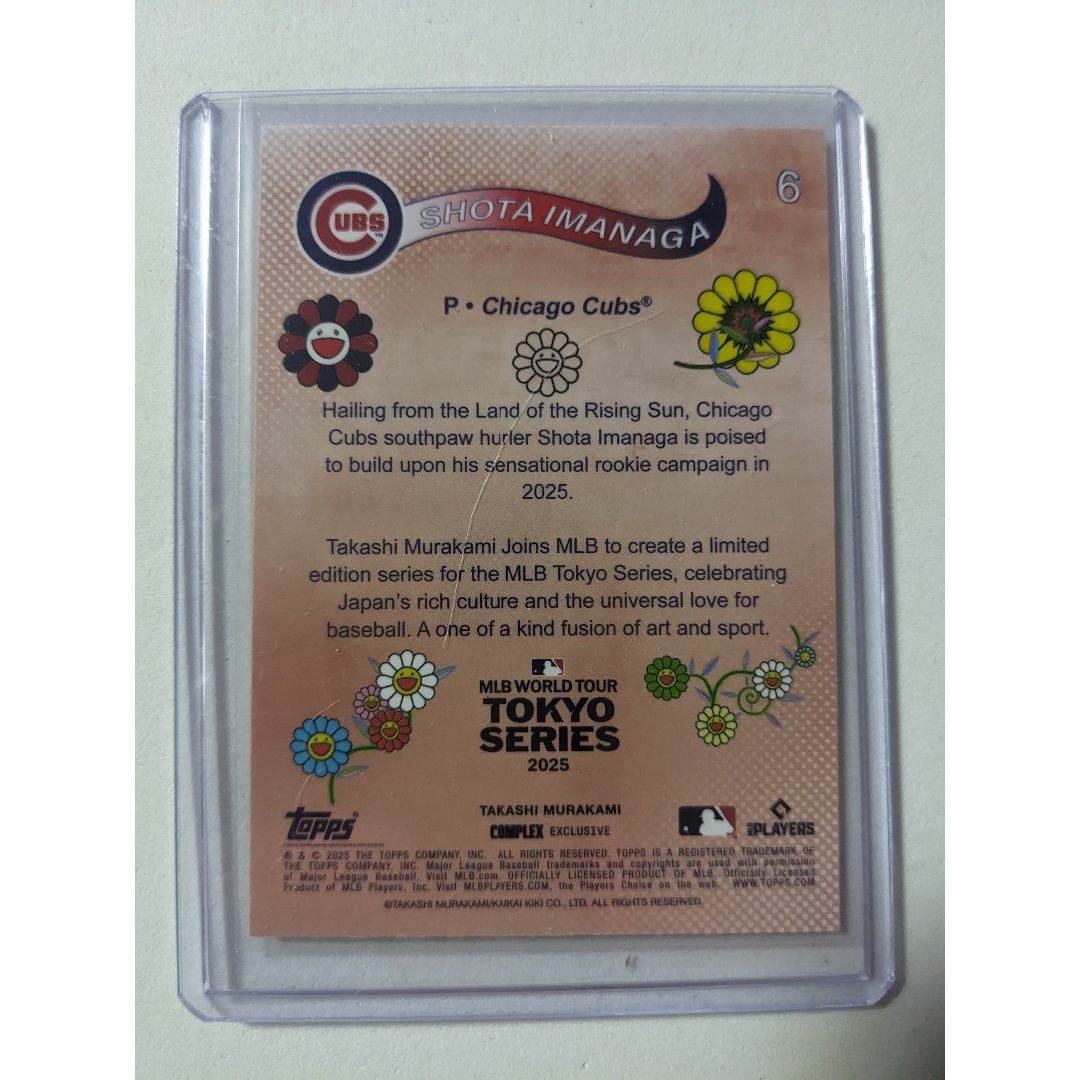 6
CUBS
SHOTA IMANAGA
P. • Chicago Cubs®
Hailing from the Land of the Rising Sun, Chicago
Cubs southpaw hurler Shota Imanaga is poised
to build upon his sensational rookie campaign in
2025.
Takashi Murakami Joins MLB to create a limited
edition series for the MLB Tokyo Series, celebrating
Japan's rich culture and the universal love for
baseball. A one of a kind fusion of art and sport.
MLB WORLD TOUR
TOKYO
SERIES
2025
topps
TAKASHI MURAKAMI
COMPLEX EXCLUSIVE
PLAYERS
® & © 2025 THE TOPPS COMPANY, INC. ALL RIGHTS RESERVED. TOPPS IS A REGISTERED TRADEMARK OF
THE TOPPS COMPANY, INC. Major League Baseball trademarks and copyrights are used with permission
of Major League Baseball. Visit MLB.com. OFFICIALLY LICENSED PRODUCT OF MLB. Officially Licensed
Product of MLB Players, Inc. Visit MLBPLAYERS.COM, the Players Choice on the web. WWW.TOPPS.COM
©TAKASHI MURAKAMI/KAIKAI KIKI CO., LTD. ALL RIGHTS RESERVED.